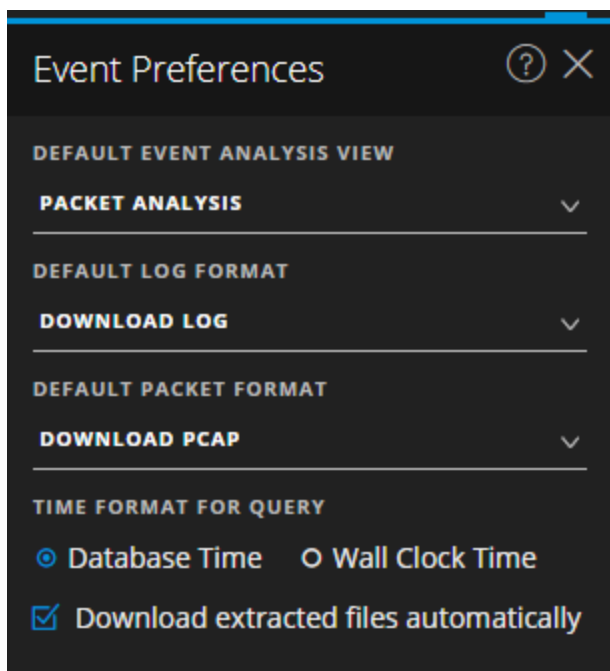 Event Preferences
DEFAULT EVENT ANALYSIS VIEW
PACKET ANALYSIS
DEFAULT LOG FORMAT
DOWNLOAD LOG
DEFAULT PACKET FORMAT
DOWNLOAD PCAP
TIME FORMAT FOR QUERY
Database Time Wall Clock Time
Download extracted files automatically